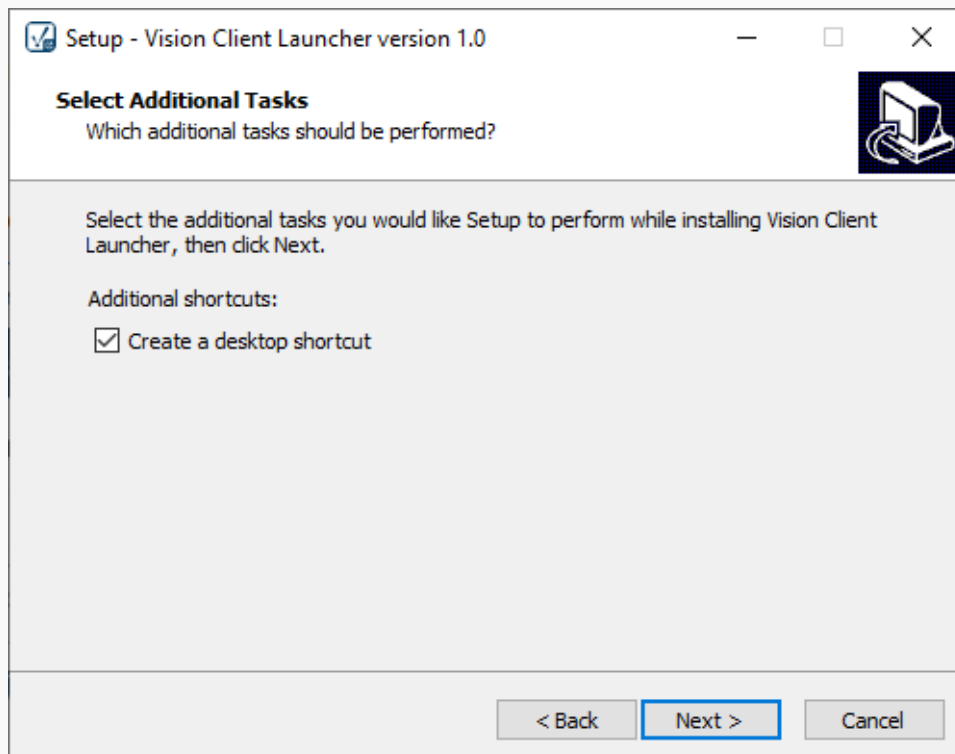 Setup - Vision Client Launcher version 1.0
Select Additional Tasks
Which additional tasks should be performed?
Select the additional tasks you would like Setup to perform while installing Vision Client
Launcher, then click Next.
Additional shortcuts:
Create a desktop shortcut
< Back
Next >
Cancel